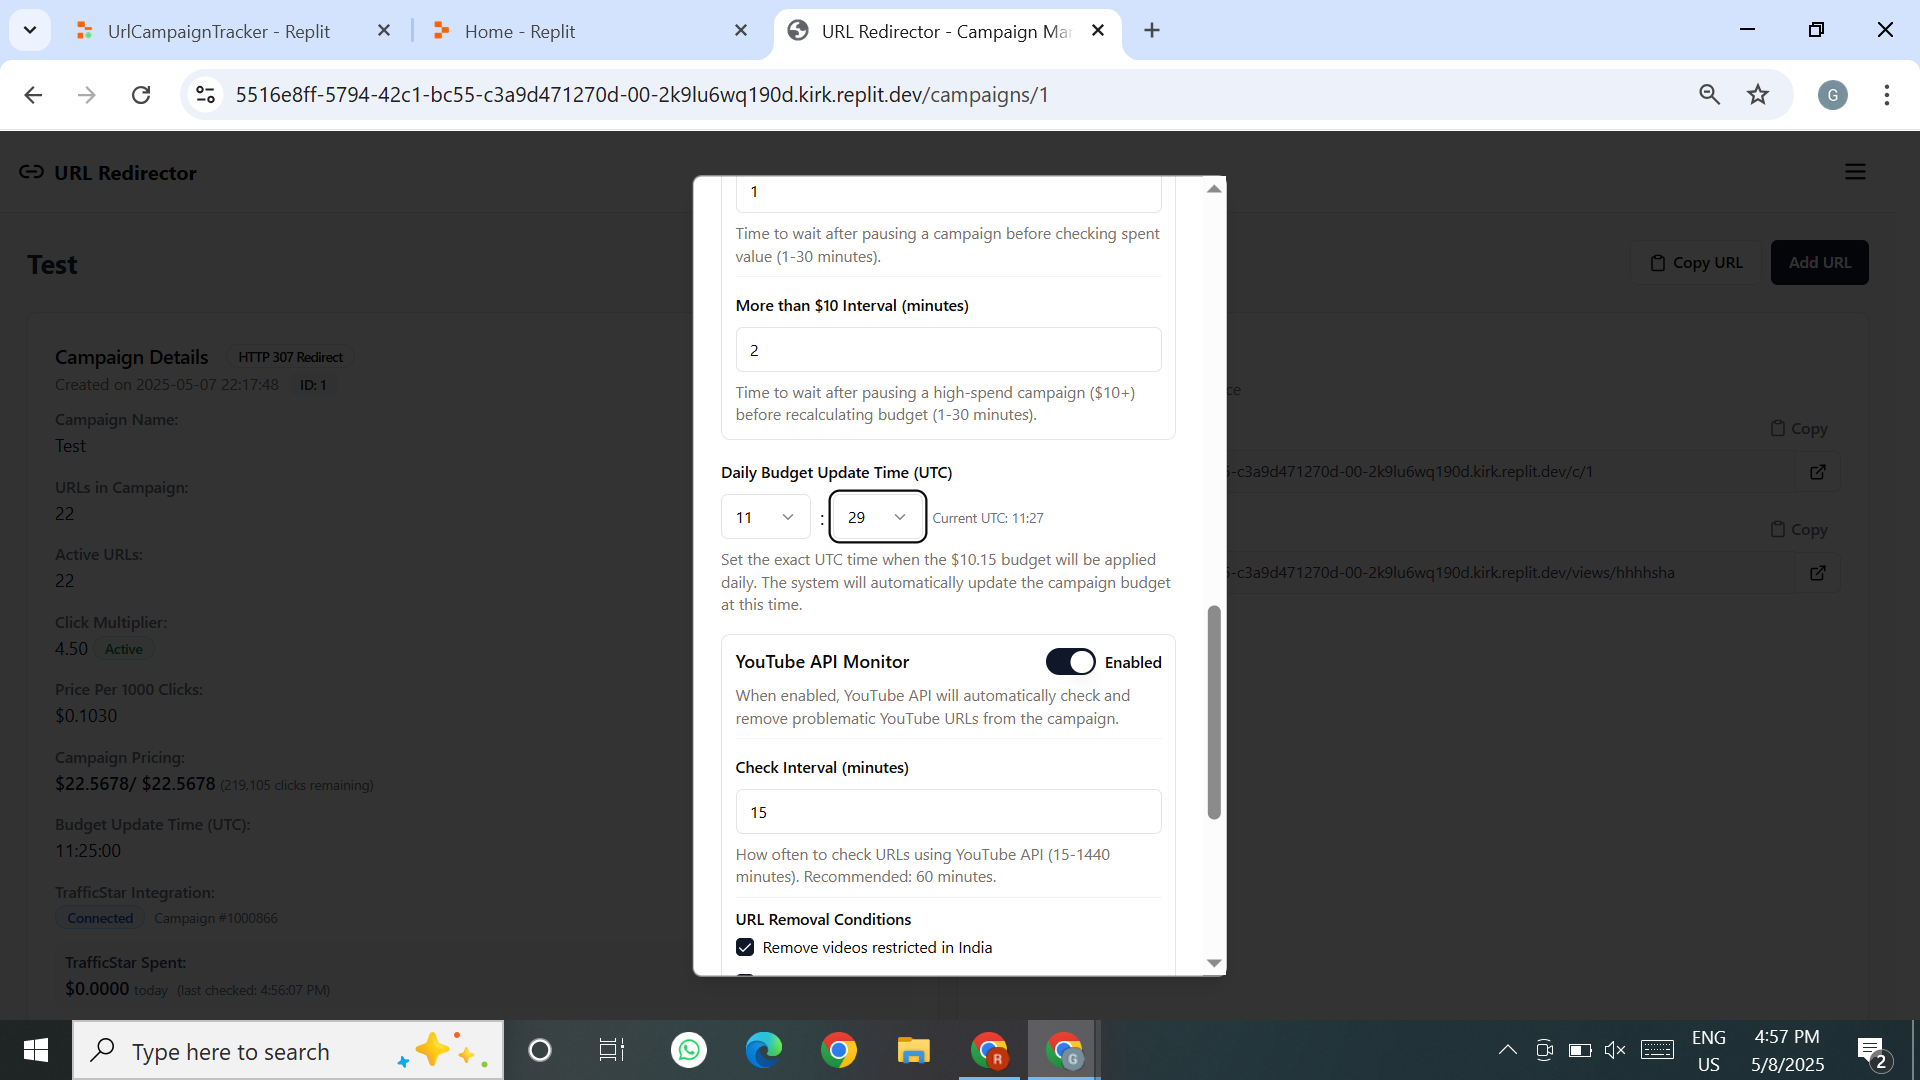 UrlCampaignTracker - Replit
Home - Replit
URL Redirector - Campaign Ma
5516e8ff-5794-42c1-bc55-c3a9d471270d-00-2k9lu6wq190d.kirk.replit.dev/campaigns/1
G
URL Redirector
Test
Copy URL
Add URL
Campaign Details
HTTP 307 Redirect
Created on 2025-05-07 22:17:48
ID: 1
Campaign Name:
Test
URLs in Campaign:
22
Active URLs:
22
Click Multiplier:
4.50
Active
Price Per 1000 Clicks:
$0.1030
Campaign Pricing:
$22.5678/ $22.5678 (219,105 clicks remaining)
Budget Update Time (UTC):
11:25:00
TrafficStar Integration:
Connected
Campaign #1000866
TrafficStar Spent:
$0.0000 today (last checked: 4:56:07 PM)
1
Time to wait after pausing a campaign before checking spent
value (1-30 minutes).
More than $10 Interval (minutes)
2
Time to wait after pausing a high-spend campaign ($10+)
before recalculating budget (1-30 minutes).
Daily Budget Update Time (UTC)
11 : 29 Current UTC: 11:27
Set the exact UTC time when the $10.15 budget will be applied
daily. The system will automatically update the campaign budget
at this time.
YouTube API Monitor
Enabled
When enabled, YouTube API will automatically check and
remove problematic YouTube URLs from the campaign.
Check Interval (minutes)
15
How often to check URLs using YouTube API (15-1440
minutes). Recommended: 60 minutes.
URL Removal Conditions
Remove videos restricted in India
ce
Copy
-c3a9d471270d-00-2k9lu6wq190d.kirk.replit.dev/c/1
Copy
-c3a9d471270d-00-2k9lu6wq190d.kirk.replit.dev/views/hhhhsha
Type here to search
R
G
ENG
US
4:57 PM
5/8/2025
2